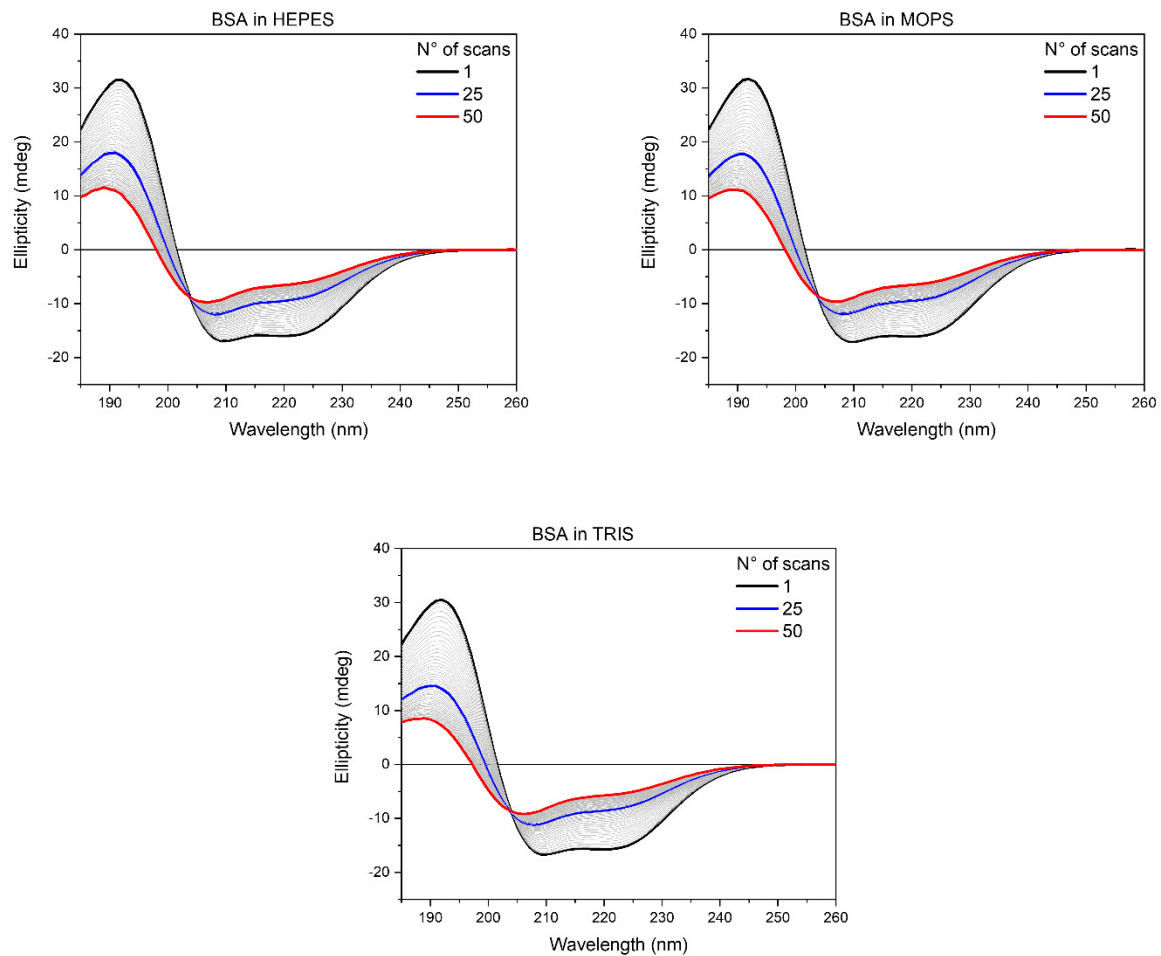 BSA in HEPES
N° of scans
1
25
50
Ellipticity (mdeg)
40
30
20
10
0
-10
-20
190 200 210 220 230 240 250 260
Wavelength (nm)
BSA in MOPS
N° of scans
1
25
50
Ellipticity (mdeg)
40
30
20
10
0
-10
-20
190 200 210 220 230 240 250 260
Wavelength (nm)
BSA in TRIS
N° of scans
1
25
50
Ellipticity (mdeg)
40
30
20
10
0
-10
-20
190 200 210 220 230 240 250 260
Wavelength (nm)